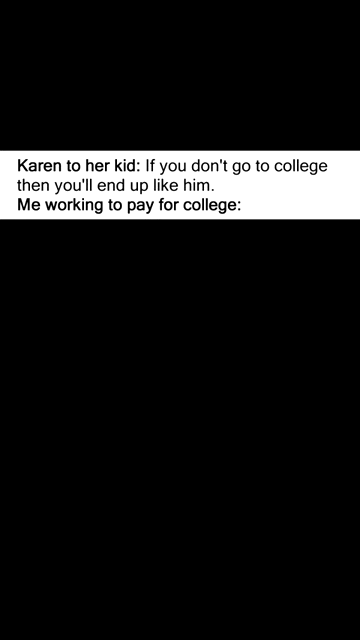 Karen to her kid: If you don't go to college
then you'll end up like him.
Me working to pay for college: